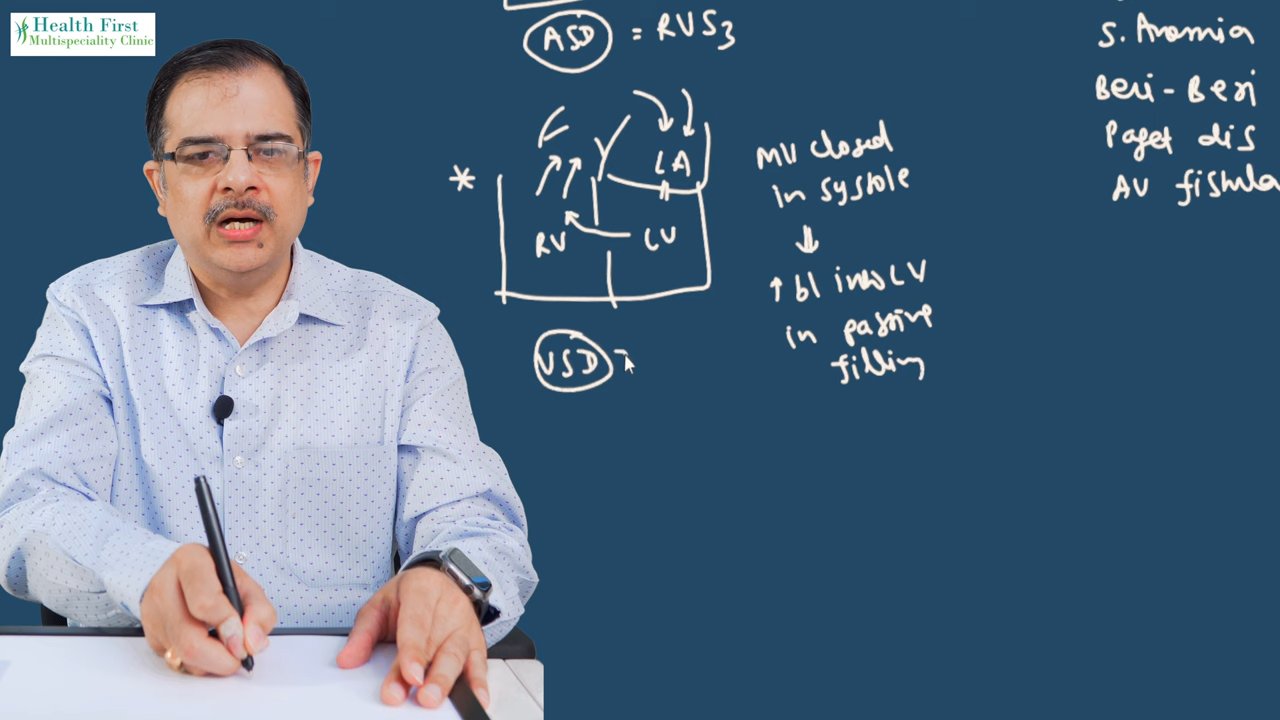 Health First
Multispeciality Clinic
ASD = RVS3
MV closed
in systole
↓
↑ bl into LV
in passive
filling
*
LA
RV
LV
VSD =
S. Anamia
Beri-Beri
Paget dis
AV fistula